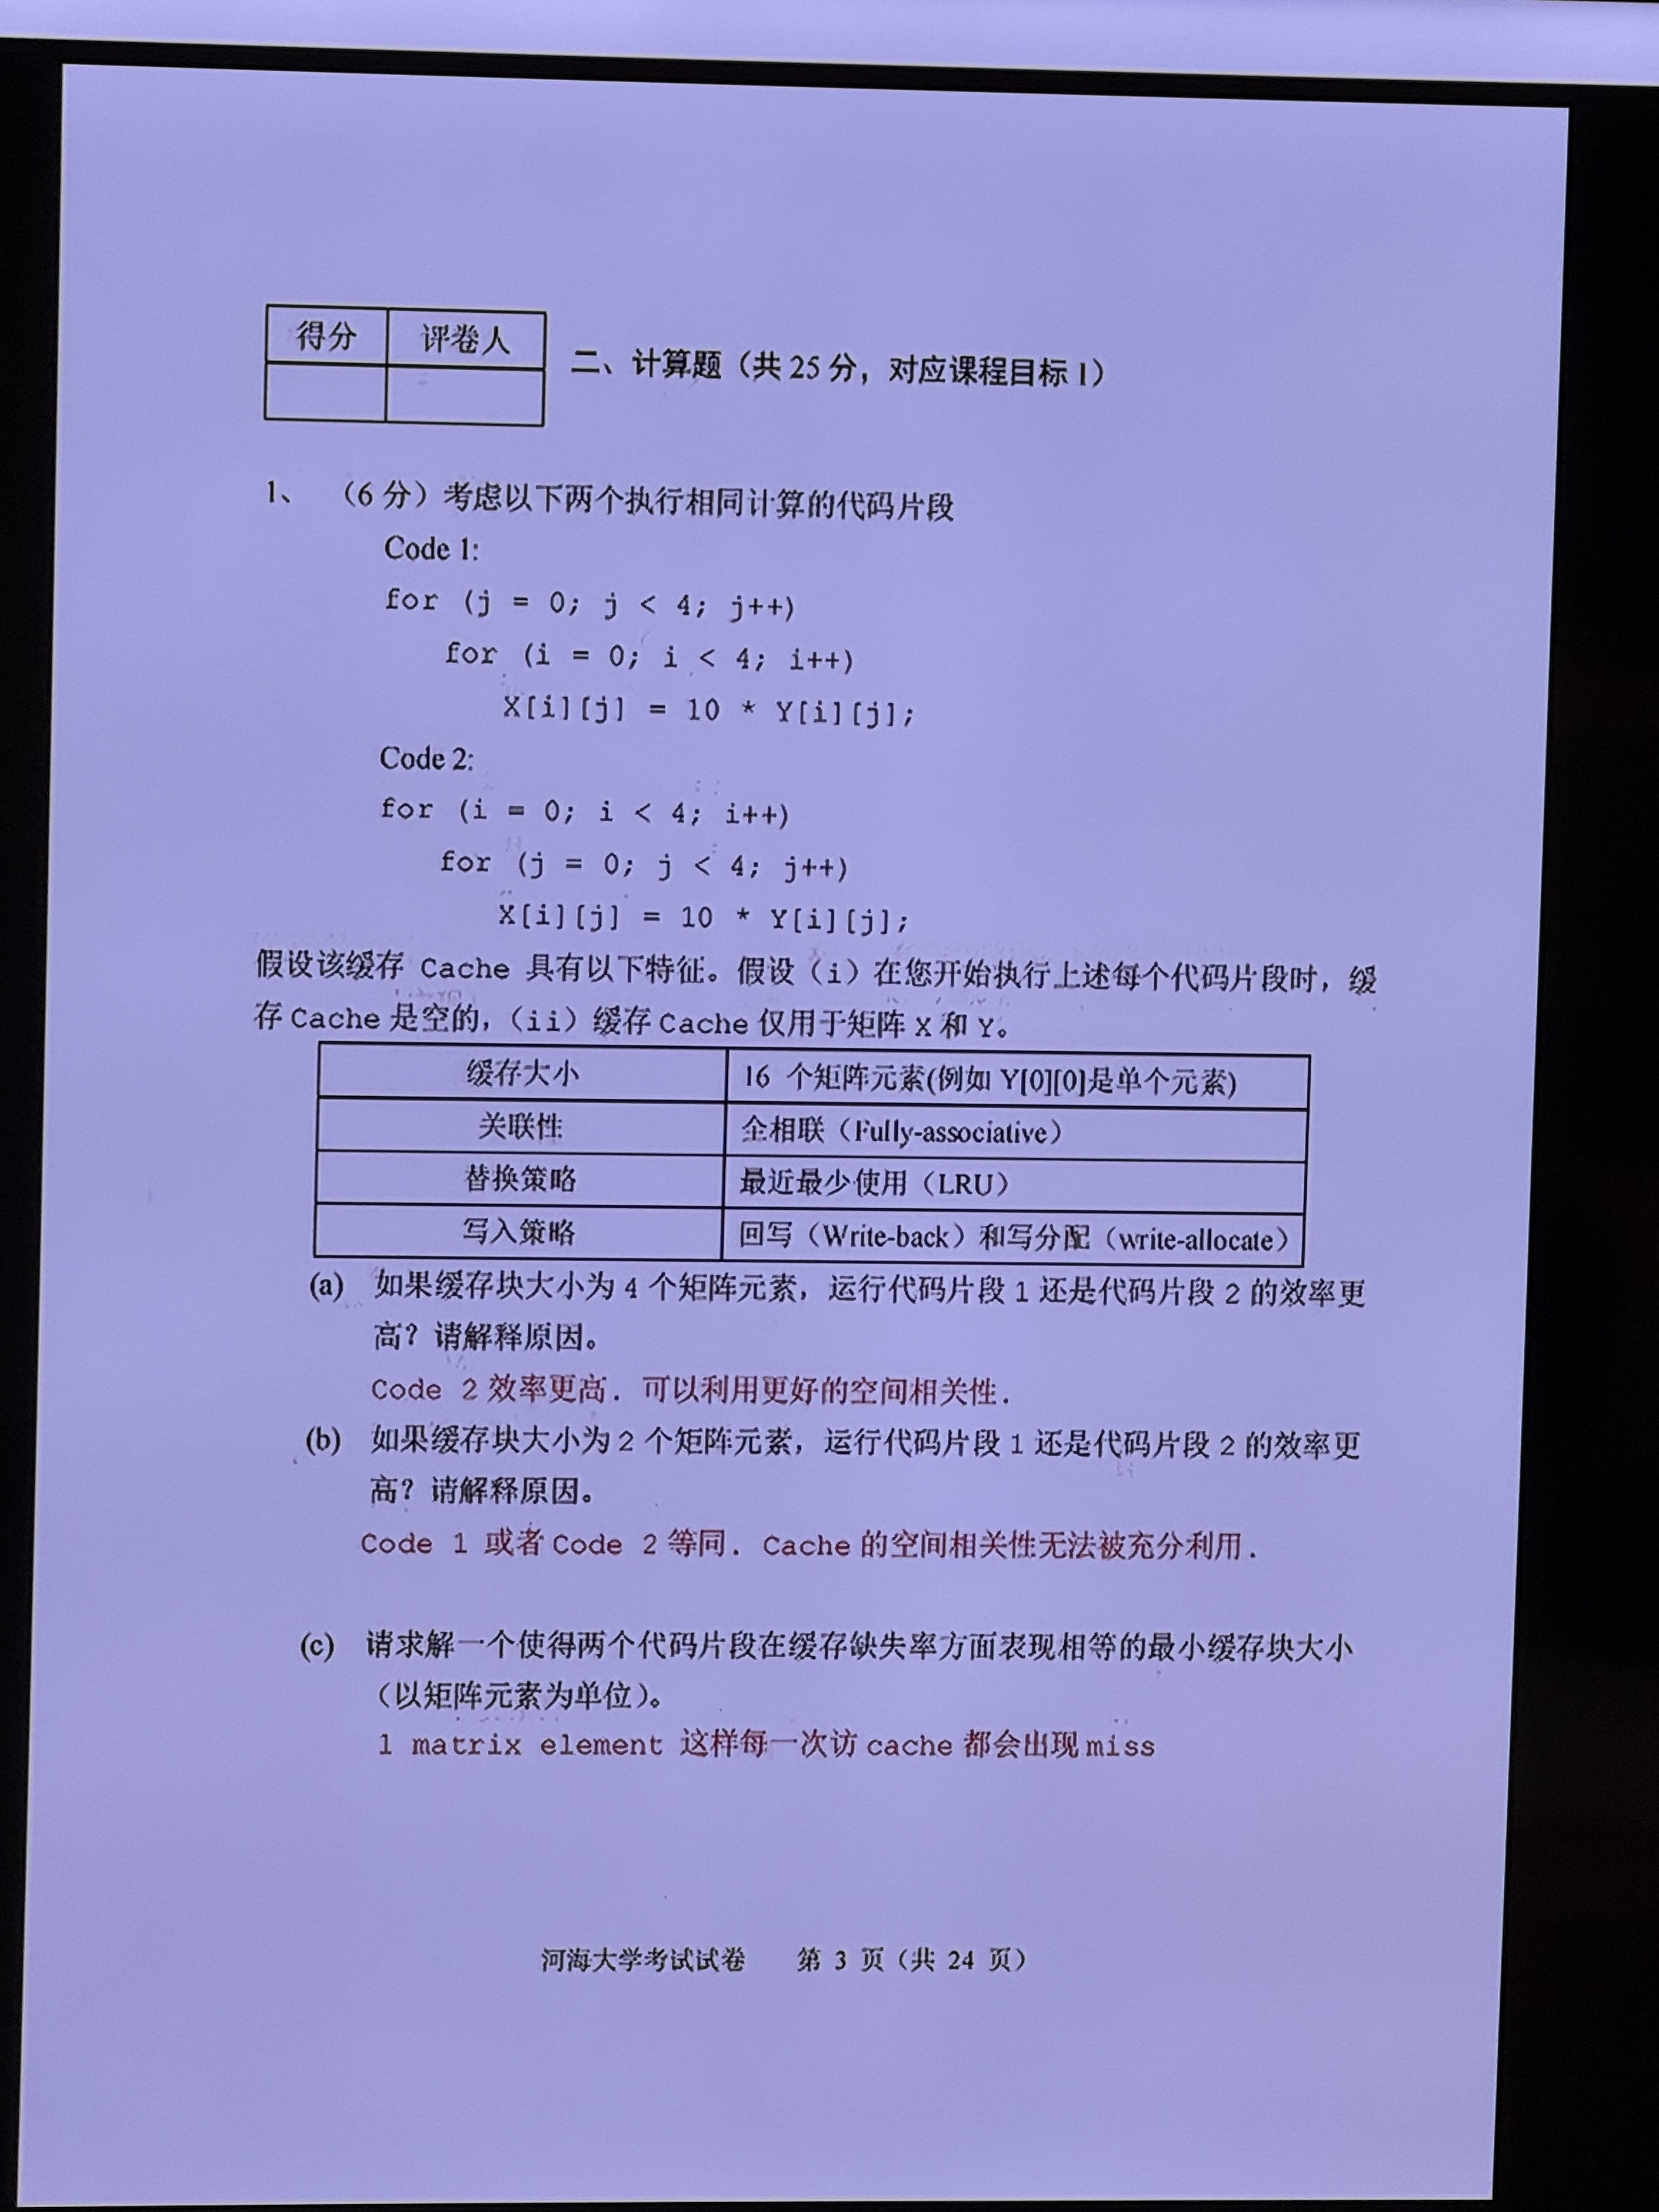 得分 评卷人
二、计算题（共 25 分，对应课程目标 1）
1、 （6 分）考虑以下两个执行相同计算的代码片段
Code 1:
for (j = 0; j < 4; j++)
for (i = 0; i < 4; i++)
X[i][j] = 10 * Y[i][j];
Code 2:
for (i = 0; i < 4; i++)
for (j = 0; j < 4; j++)
X[i][j] = 10 * Y[i][j];
假设该缓存 Cache 具有以下特征。假设（i）在您开始执行上述每个代码片段时，缓
存 Cache 是空的，（ii）缓存 Cache 仅用于矩阵 X 和 Y。
缓存大小 16 个矩阵元素(例如 Y[0][0]是单个元素)
关联性 全相联（Fully-associative）
替换策略 最近最少使用（LRU）
写入策略 回写（Write-back）和写分配（write-allocate）
(a) 如果缓存块大小为 4 个矩阵元素，运行代码片段 1 还是代码片段 2 的效率更
高？请解释原因。
Code 2 效率更高. 可以利用更好的空间相关性.
(b) 如果缓存块大小为 2 个矩阵元素，运行代码片段 1 还是代码片段 2 的效率更
高？请解释原因。
Code 1 或者 Code 2 等同. Cache 的空间相关性无法被充分利用.
(c) 请求解一个使得两个代码片段在缓存缺失率方面表现相等的最小缓存块大小
（以矩阵元素为单位）。
1 matrix element 这样每一次访 cache 都会出现 miss
河海大学考试试卷 第 3 页（共 24 页）